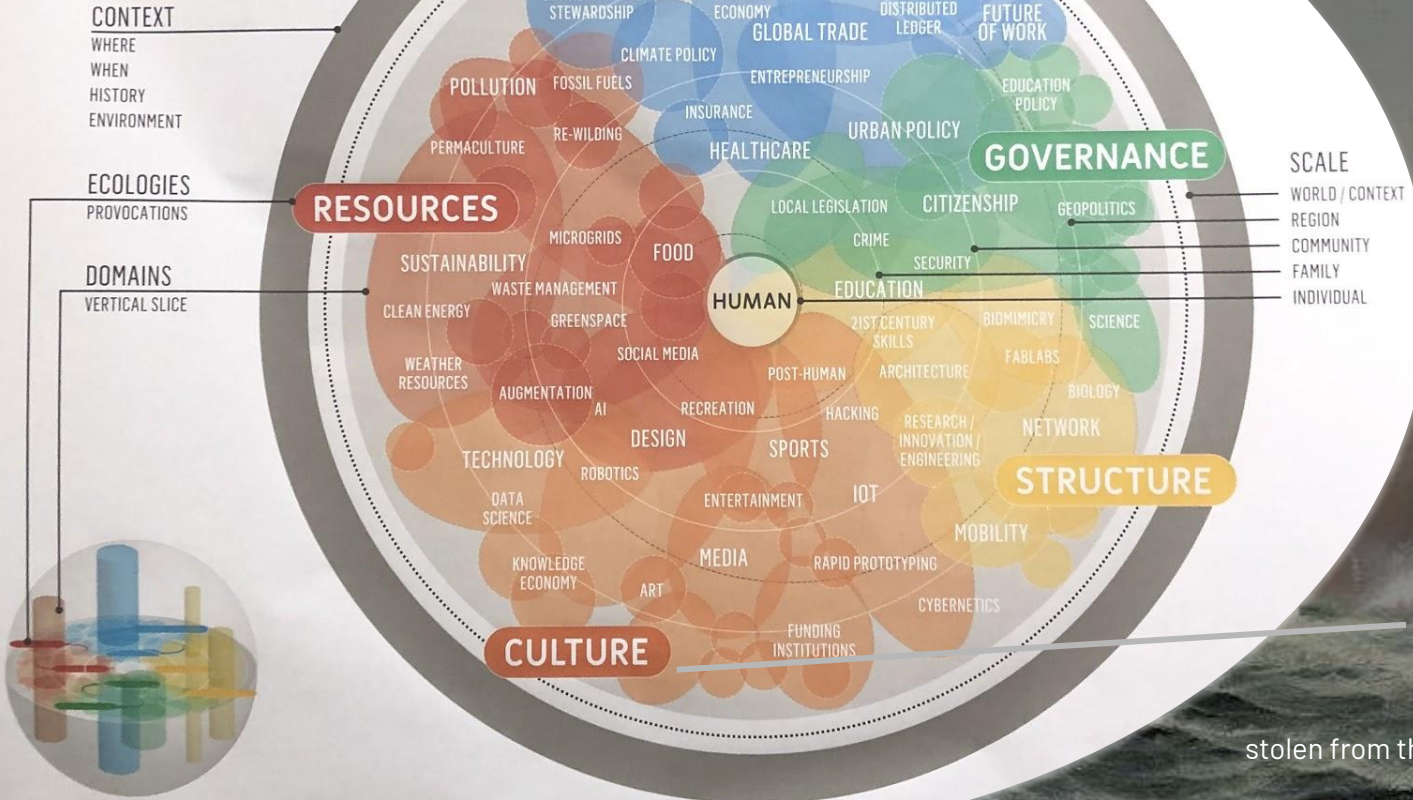 CONTEXT
WHERE
WHEN
HISTORY
ENVIRONMENT
ECOLOGIES
PROVOCATIONS
DOMAINS
VERTICAL SLICE
STEWARDSHIP
ECONOMY
GLOBAL TRADE
DISTRIBUTED
LEDGER
FUTURE
OF WORK
CLIMATE POLICY
ENTREPRENEURSHIP
POLLUTION
FOSSIL FUELS
EDUCATION
POLICY
INSURANCE
RE-WILDING
URBAN POLICY
PERMACULTURE
HEALTHCARE
GOVERNANCE
RESOURCES
LOCAL LEGISLATION
CITIZENSHIP
GEOPOLITICS
MICROGRIDS
FOOD
CRIME
SUSTAINABILITY
SECURITY
WASTE MANAGEMENT
HUMAN
EDUCATION
CLEAN ENERGY
GREENSPACE
21ST CENTURY
SKILLS
BIOMIMICRY
SCIENCE
SOCIAL MEDIA
FABLABS
WEATHER
RESOURCES
POST-HUMAN
ARCHITECTURE
AUGMENTATION
AI
RECREATION
HACKING
BIOLOGY
DESIGN
SPORTS
RESEARCH /
INNOVATION /
ENGINEERING
NETWORK
TECHNOLOGY
ROBOTICS
STRUCTURE
DATA
SCIENCE
ENTERTAINMENT
IOT
MOBILITY
KNOWLEDGE
ECONOMY
MEDIA
RAPID PROTOTYPING
ART
CYBERNETICS
CULTURE
FUNDING
INSTITUTIONS
SCALE
WORLD / CONTEXT
REGION
COMMUNITY
FAMILY
INDIVIDUAL
stolen from